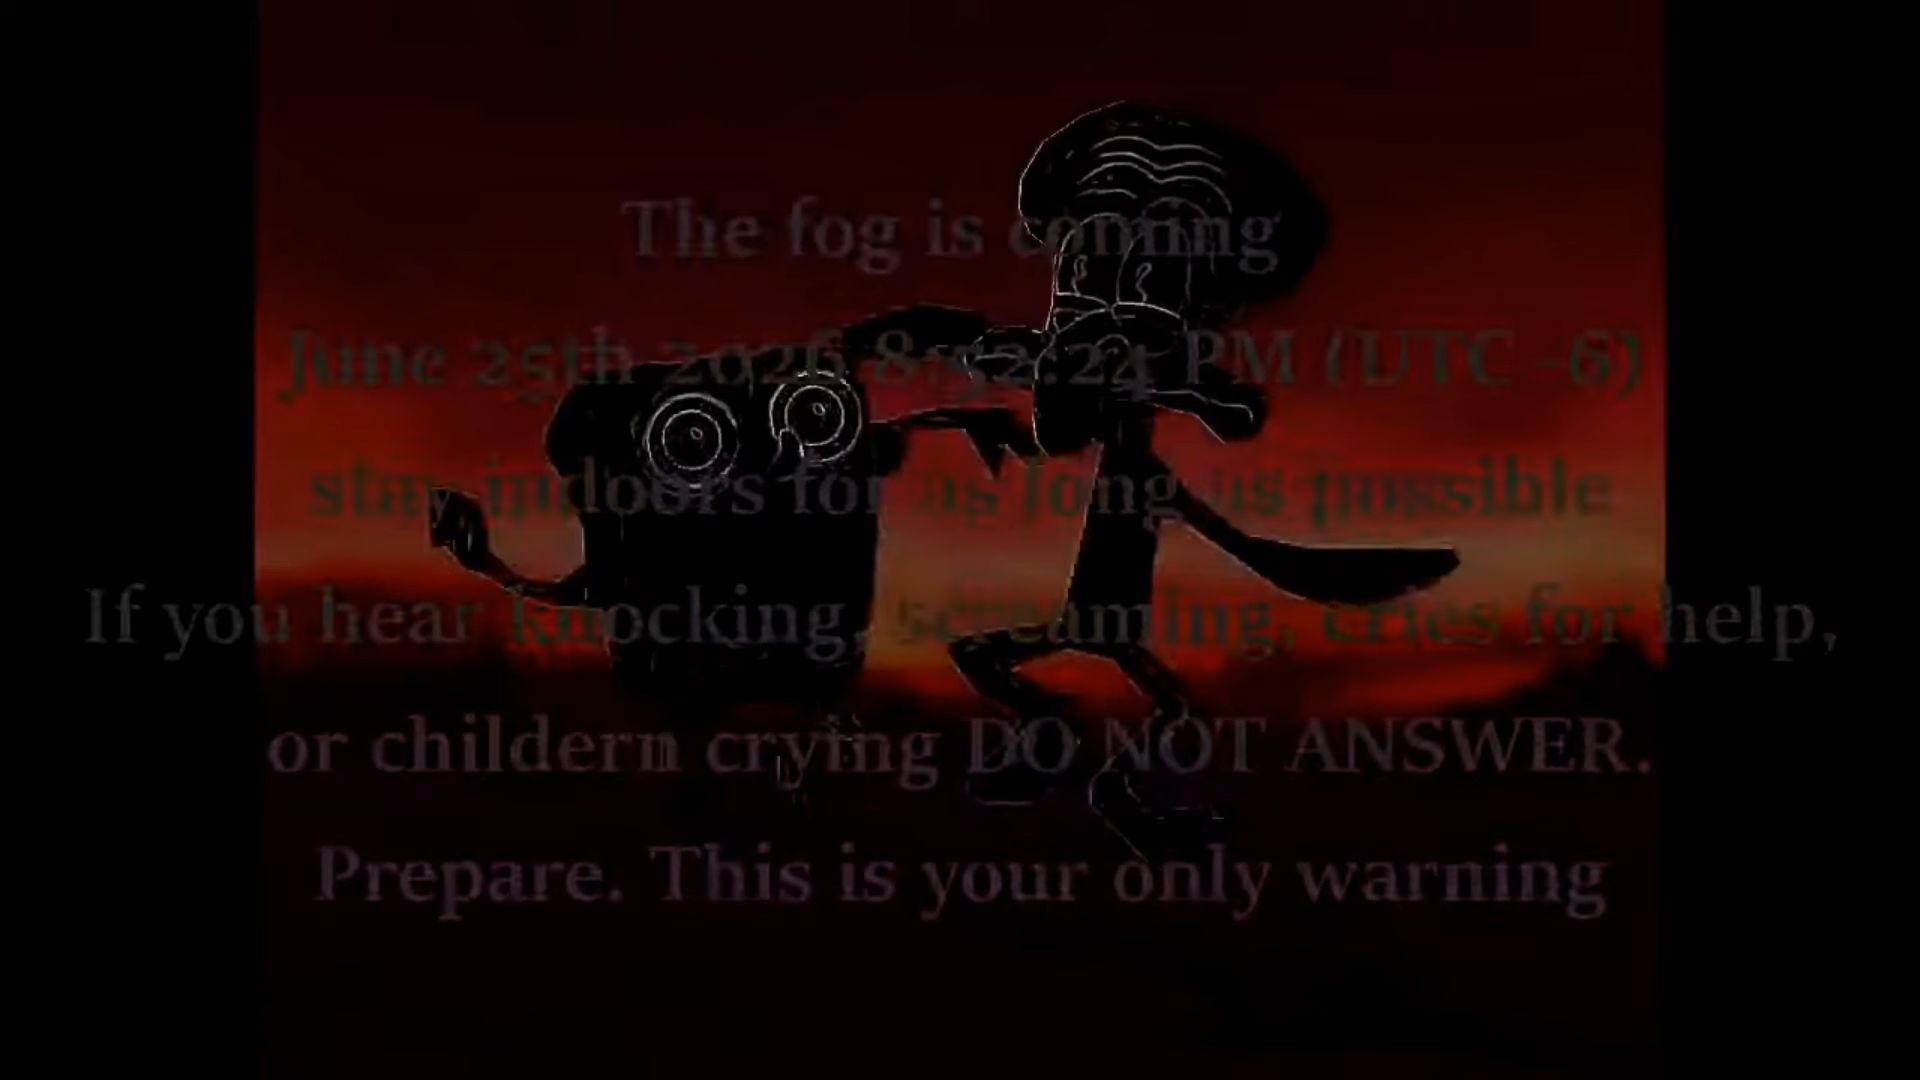 The fog is coming
June 25th 2026 8:52:24 PM (UTC -6)
stay indoors for as long as possible
If you hear knocking, screaming, cries for help,
or childern crying DO NOT ANSWER.
Prepare. This is your only warning